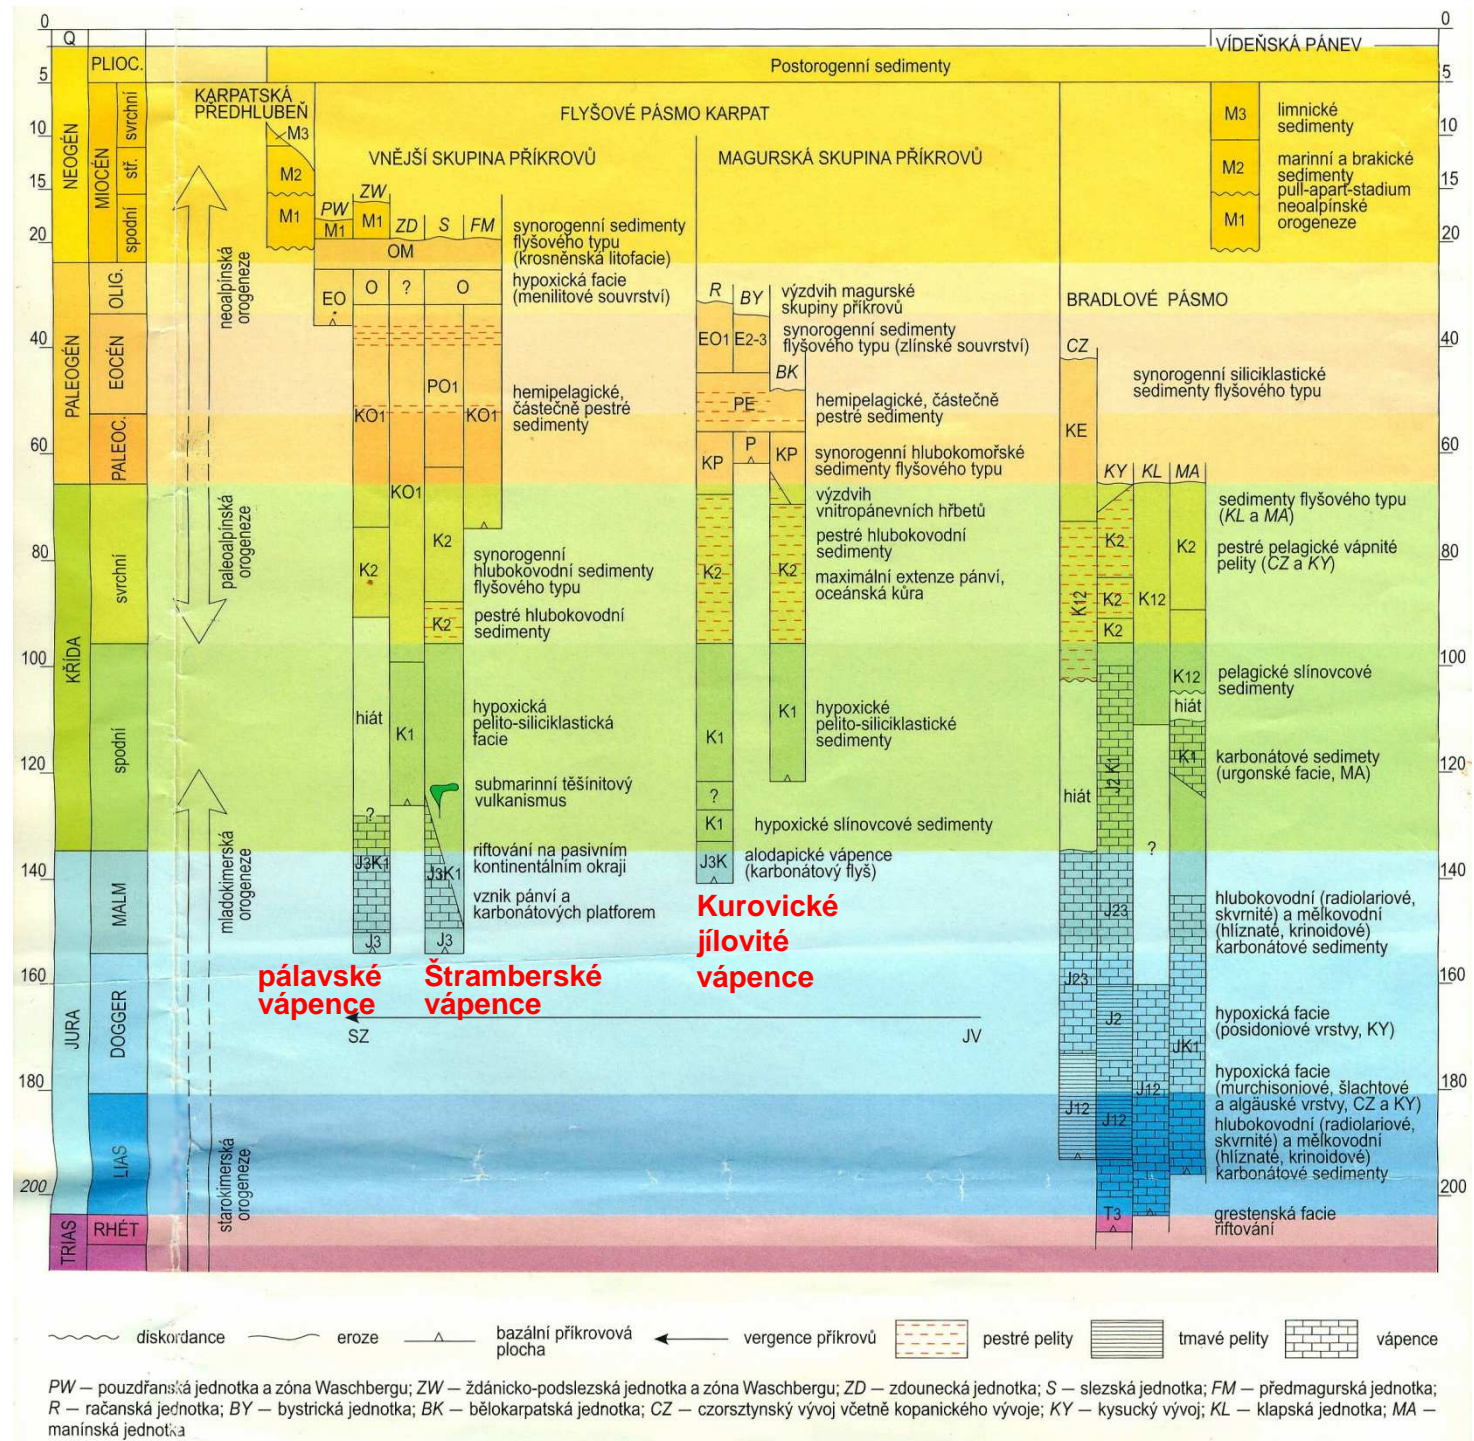 0
0
Q
VÍDEŇSKÁ PÁNEV
PLIOC.
Postorogenní sedimenty
5
5
KARPATSKÁ
PŘEDHLUBEŇ
FLYŠOVÉ PÁSMO KARPAT
VNĚJŠÍ SKUPINA PŘÍKROVŮ
MAGURSKÁ SKUPINA PŘÍKROVŮ
NEOGÉN
MIOCÉN
svrchní
stř.
spodní
10
10
15
15
20
20
M3
M2
M1
PW
ZW
ZD
S
FM
M1
M1
OM
synorogenní sedimenty
flyšového typu
(krosněnská litofacie)
M3
limnické
sedimenty
M2
marinní a brakické
sedimenty
pull-apart-stadium
M1
neoalpínské
orogeneze
PALEOGÉN
OLIG.
EOCÉN
PALEOC.
neoalpínská
orogeneze
EO
O
?
O
hypoxická facie
(menilitové souvrství)
R
BY
výzdvih magurské
skupiny příkrovů
BRADLOVÉ PÁSMO
40
40
EO1
E2-3
synorogenní sedimenty
flyšového typu (zlínské souvrství)
CZ
BK
synorogenní siliciklastické
sedimenty flyšového typu
KO1
PO1
KO1
hemipelagické,
částečně pestré
sedimenty
PE
hemipelagické, částečně
pestré sedimenty
KE
60
60
KP
P
KP
synorogenní hlubokomořské
sedimenty flyšového typu
KY
KL
MA
KO1
výzdvih
vnitropánevních hřbetů
sedimenty flyšového typu
(KL a MA)
KŘÍDA
svrchní
spodní
paleoalpinská
orogeneze
80
80
K2
K2
synorogenní
hlubokovodní sedimenty
flyšového typu
K2
K2
pestré hlubokovodní
sedimenty
maximální extenze pánví,
oceánská kůra
K2
K2
pestré pelagické vápnité
pelity (CZ a KY)
K2
pestré hlubokovodní
sedimenty
K12
K2
K12
K2
100
100
K12
pelagické slínovcové
sedimenty
hiát
hiát
K1
hypoxická
pelito-siliciklastická
facie
K1
K1
hypoxické
pelito-siliciklastické
sedimenty
J2 K1
K1
karbonátové sedimety
(urgonské facie, MA)
120
120
hiát
submarinní těšínitový
vulkanismus
?
?
K1
hypoxické slínovcové sedimenty
?
JURA
MALM
DOGGER
LIAS
mladokimerská
orogeneze
J3K1
J3K1
riftování na pasivním
kontinentálním okraji
J3K
alodapické vápence
(karbonátový flyš)
140
140
vznik pánví a
karbonátových platforem
J3
J3
J23
hlubokovodní (radiolariové,
skvrnité) a mělkovodní
(hlíznaté, krinoidové)
karbonátové sedimenty
Kurovické
jílovité
vápence
pálavské
vápence
Štramberské
vápence
160
160
J23
SZ
JV
J2
JK1
hypoxická facie
(posidoniové vrstvy, KY)
180
180
J12
J12
J12
hypoxická facie
(murchisoniové, šlachtové
a algäuské vrstvy, CZ a KY)
hlubokovodní (radiolariové,
skvrnité) a mělkovodní
(hlíznaté, krinoidové)
karbonátové sedimenty
starokimerská
orogeneze
200
200
TRIAS
RHÉT
T3
grestenská facie
riftování
diskordance
eroze
bazální příkrovová
plocha
vergence příkrovů
pestré pelity
tmavé pelity
vápence
PW — pouzdřanská jednotka a zóna Waschbergu; ZW — ždánicko-podslezská jednotka a zóna Waschbergu; ZD — zdounecká jednotka; S — slezská jednotka; FM — předmagurská jednotka;
R — račanská jednotka; BY — bystrická jednotka; BK — bělokarpatská jednotka; CZ — czorsztynský vývoj včetně kopanického vývoje; KY — kysucký vývoj; KL — klapská jednotka; MA —
manínská jednotka